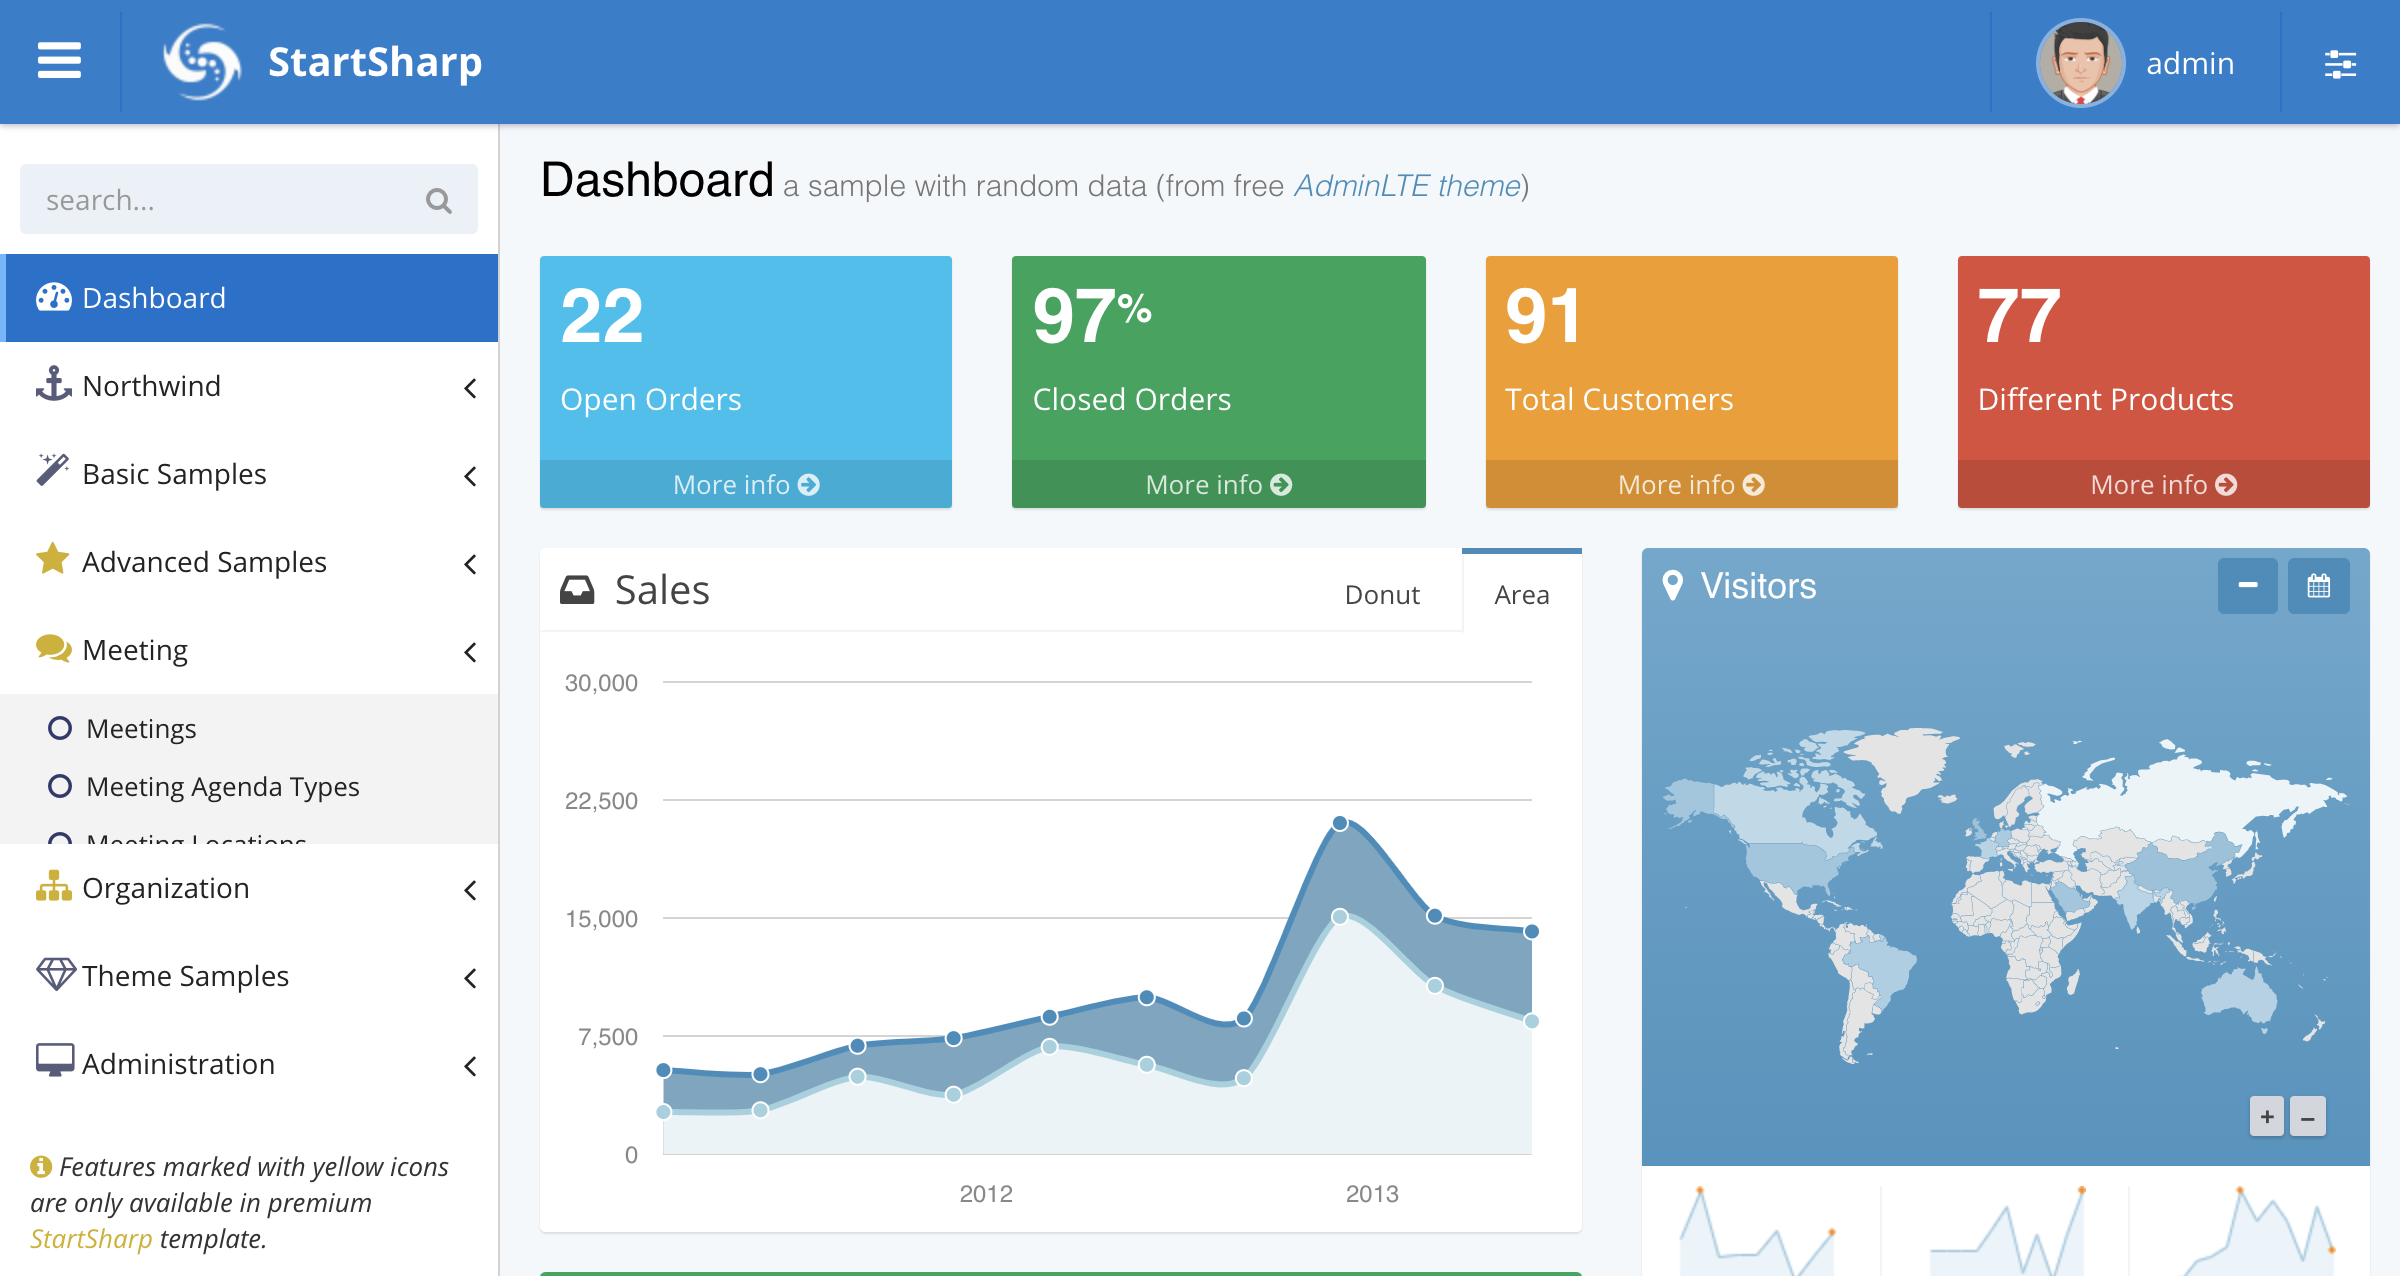 StartSharp
admin
search...
Dashboard
Northwind
Basic Samples
Advanced Samples
Meeting
Meetings
Meeting Agenda Types
Meeting Locations
Organization
Theme Samples
Administration
Features marked with yellow icons
are only available in premium
StartSharp template.
Dashboard a sample with random data (from free AdminLTE theme)
22
Open Orders
More info
97%
Closed Orders
More info
91
Total Customers
More info
77
Different Products
More info
Sales
Donut
Area
30,000
22,500
15,000
7,500
0
2012
2013
Visitors
+
−